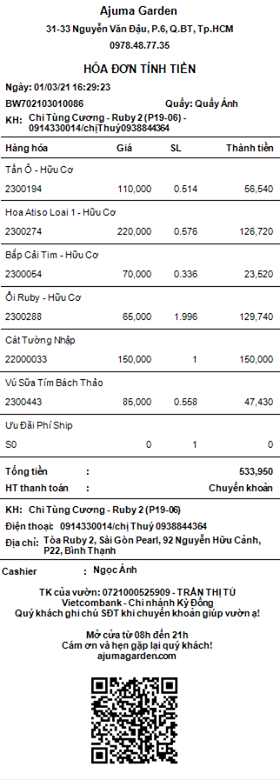 Ajuma Garden
31-33 Nguyễn Văn Đậu, P.6, Q.BT, Tp.HCM
0978.48.77.35
HÓA ĐƠN TÍNH TIỀN
Ngày: 01/03/21 16:29:23
BW702103010086 Quầy: Quầy Ánh
KH: Chị Tùng Cương - Ruby 2 (P19-06) -
0914330014/chịThuỷ0938844364
Hàng hóa Giá SL Thành tiền
Tần Ô - Hữu Cơ
2300194 110,000 0.514 56,540
Hoa Atiso Loai 1 - Hữu Cơ
2300274 220,000 0.576 126,720
Bắp Cải Tim - Hữu Cơ
2300054 70,000 0.336 23,520
Ổi Ruby - Hữu Cơ
2300288 65,000 1.996 129,740
Cát Tường Nhập
22000033 150,000 1 150,000
Vú Sữa Tím Bách Thảo
2300443 85,000 0.558 47,430
Ưu Đãi Phí Ship
S0 0 1 0
Tổng tiền : 533,950
HT thanh toán : Chuyển khoản
KH: Chị Tùng Cương - Ruby 2 (P19-06)
Điện thoại: 0914330014/chị Thuỷ 0938844364
Địa chỉ: Tòa Ruby 2, Sài Gòn Pearl, 92 Nguyễn Hữu Cảnh,
P22, Bình Thạnh
Cashier : Ngọc Ánh
TK của vườn: 0721000525909 - TRẦN THỊ TÚ
Vietcombank - Chi nhánh Kỳ Đồng
Quý khách ghi chú SĐT khi chuyển khoản giúp vườn ạ!
Mở cửa từ 08h đến 21h
Cám ơn và hẹn gặp lại quý khách!
ajumagarden.com